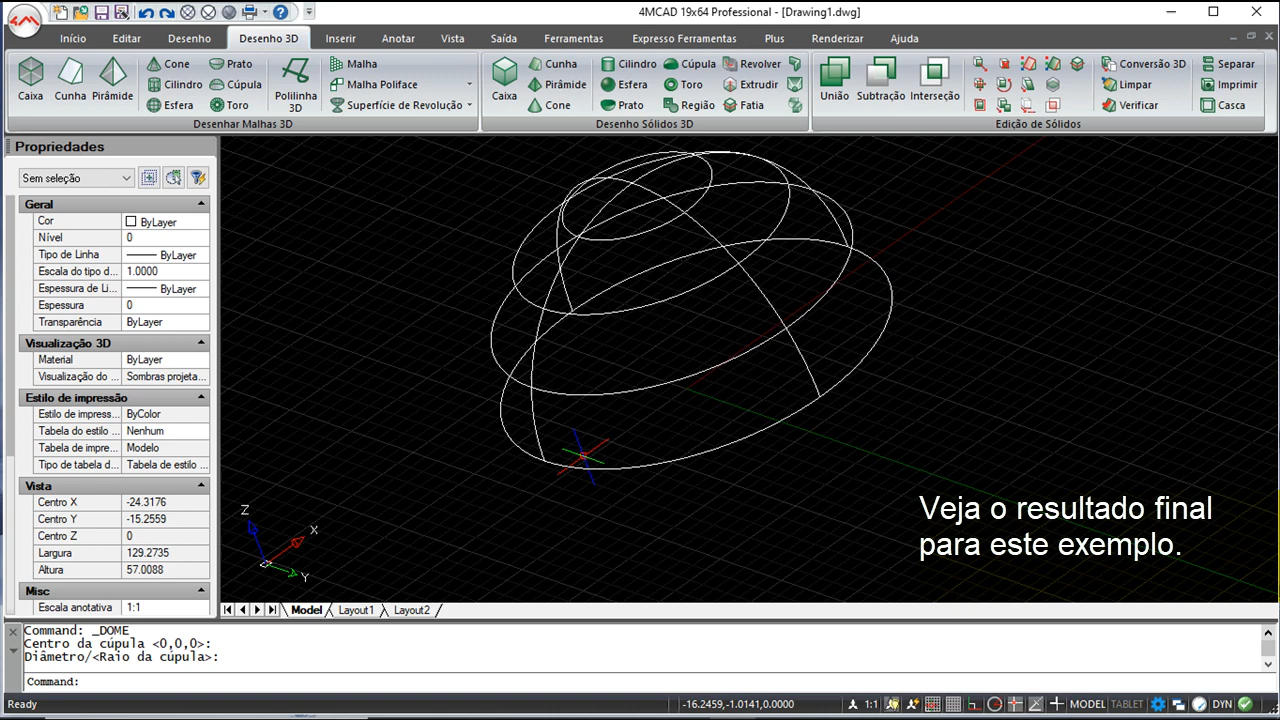 4MCAD 19x64 Professional - [Drawing1.dwg]
Início Editar Desenho Desenho 3D Inserir Anotar Vista Saída Ferramentas Expresso Ferramentas Plus Renderizar Ajuda
Caixa Cunha Pirâmide
Cone Prato
Cilindro Cúpula
Esfera Toro
Polilinha 3D
Malha
Malha Poliface
Superfície de Revolução
Desenhar Malhas 3D
Caixa
Cunha Cilindro Cúpula Revolver
Pirâmide Esfera Toro Extrudir
Cone Prato Região Fatia
Desenho Sólidos 3D
União Subtração Interseção
Conversão 3D Separar
Limpar Imprimir
Verificar Casca
Edição de Sólidos
Propriedades
Sem seleção
Geral
Cor ByLayer
Nível 0
Tipo de Linha ByLayer
Escala do tipo d... 1.0000
Espessura de Li... ByLayer
Espessura 0
Transparência ByLayer
Visualização 3D
Material ByLayer
Visualização do ... Sombras projeta...
Estilo de impressão
Estilo de impress... ByColor
Tabela do estilo ... Nenhum
Tabela de impre... Modelo
Tipo de tabela d... Tabela de estilo ...
Vista
Centro X -24.3176
Centro Y -15.2559
Centro Z 0
Largura 129.2735
Altura 57.0088
Misc
Escala anotativa 1:1
Z
X
Y
Veja o resultado final
para este exemplo.
Model Layout1 Layout2
Command: _DOME
Centro da cúpula <0,0,0>:
Diâmetro/<Raio da cúpula>:
Command:
Ready -16.2459,-1.0141,0.0000 1:1 MODEL TABLET DYN